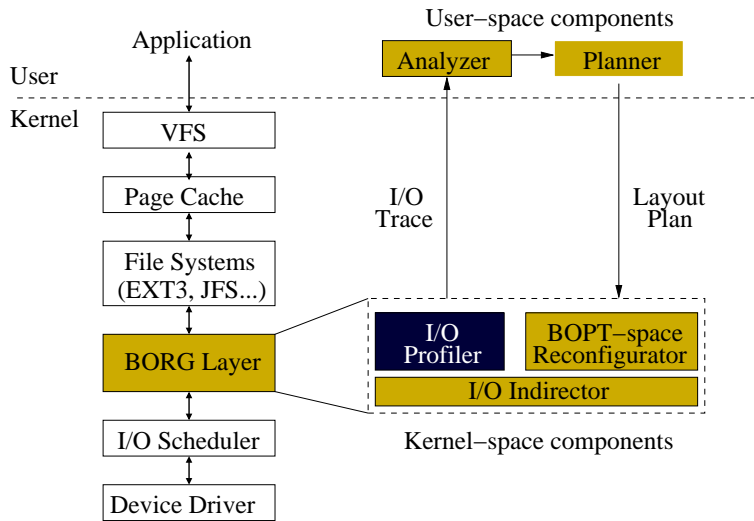 User−space components
Application
Analyzer
Planner
User
Kernel
VFS
Page Cache
I/O
Trace
Layout
Plan
File Systems
(EXT3, JFS...)
BORG Layer
I/O
Profiler
BOPT−space
Reconfigurator
I/O Indirector
I/O Scheduler
Kernel−space components
Device Driver